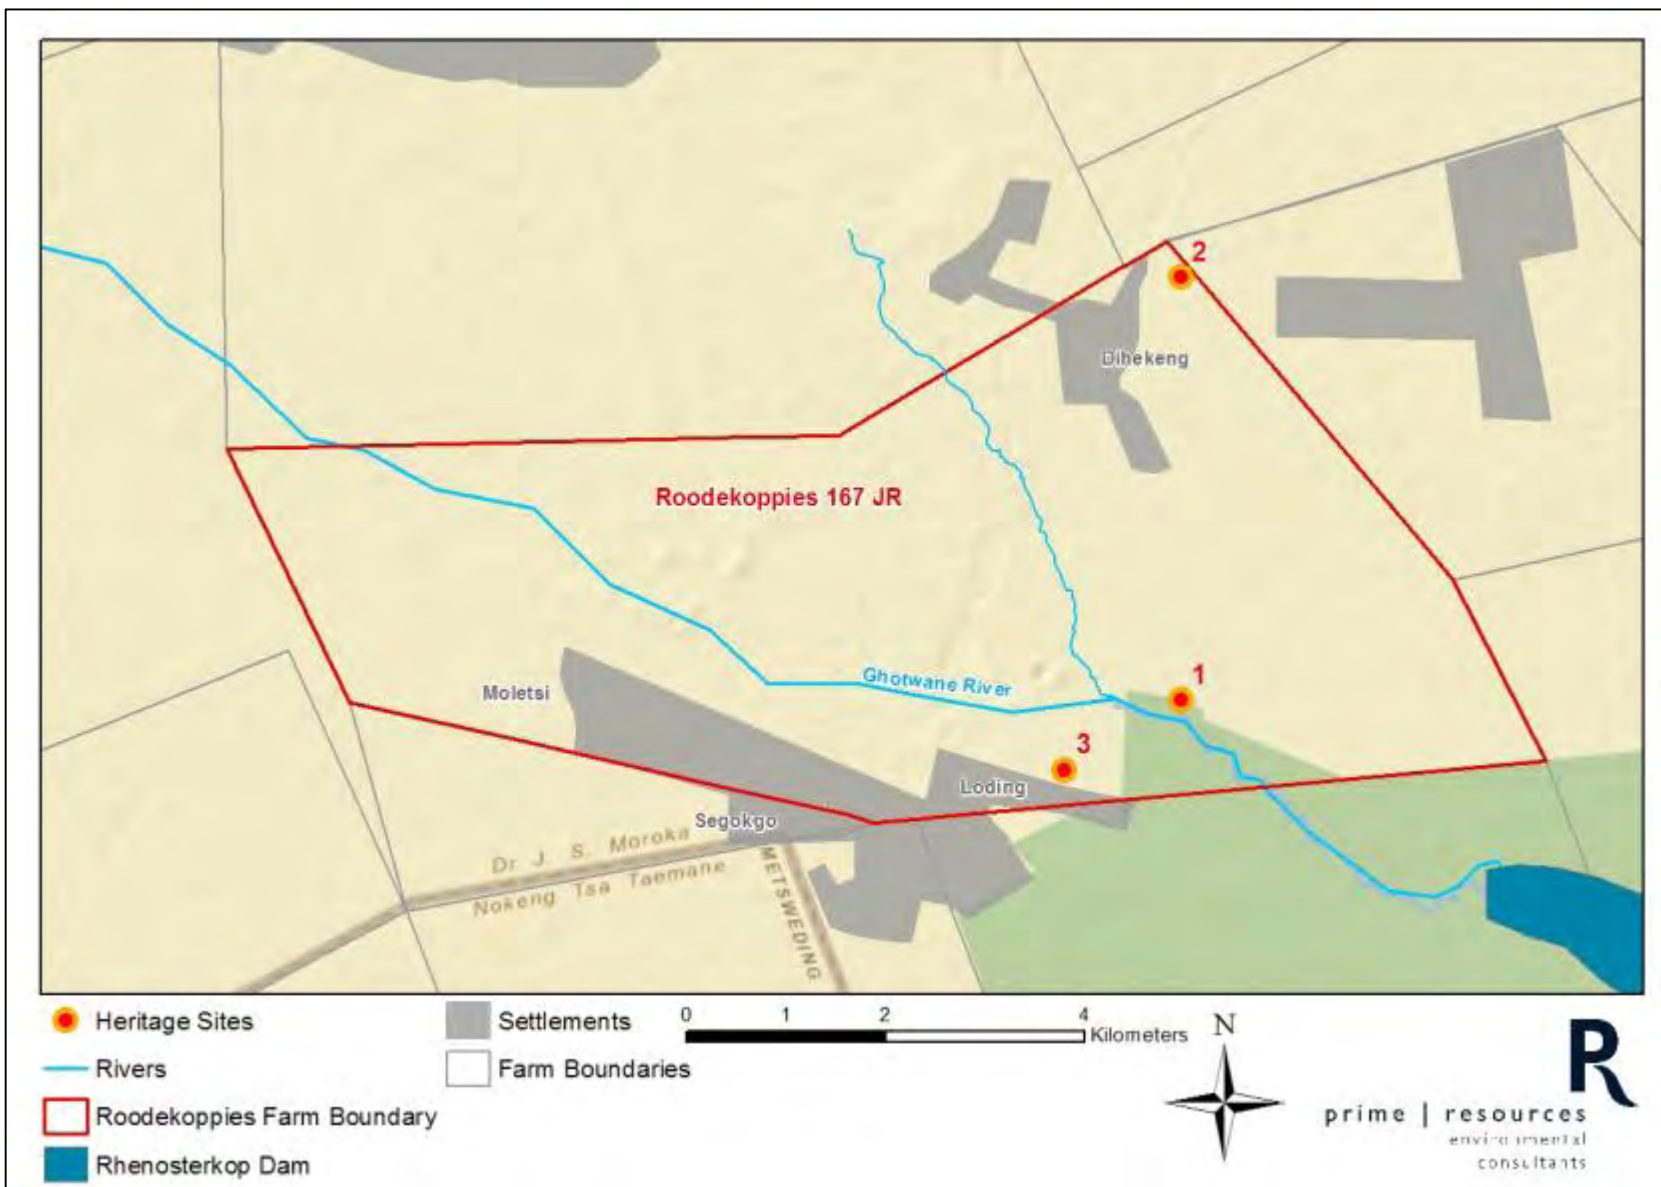 2
Dihekeng
Roodekoppies 167 JR
Ghotwane River
1
Moletsi
3
Loding
Segokgo
Dr J. S. Moroka
Nokeng Tsa Taemane
METSWEDING
Heritage Sites
Rivers
Roodekoppies Farm Boundary
Rhenosterkop Dam
Settlements
Farm Boundaries
0 1 2 4
Kilometers
N
R
prime | resources
environmental
consultants